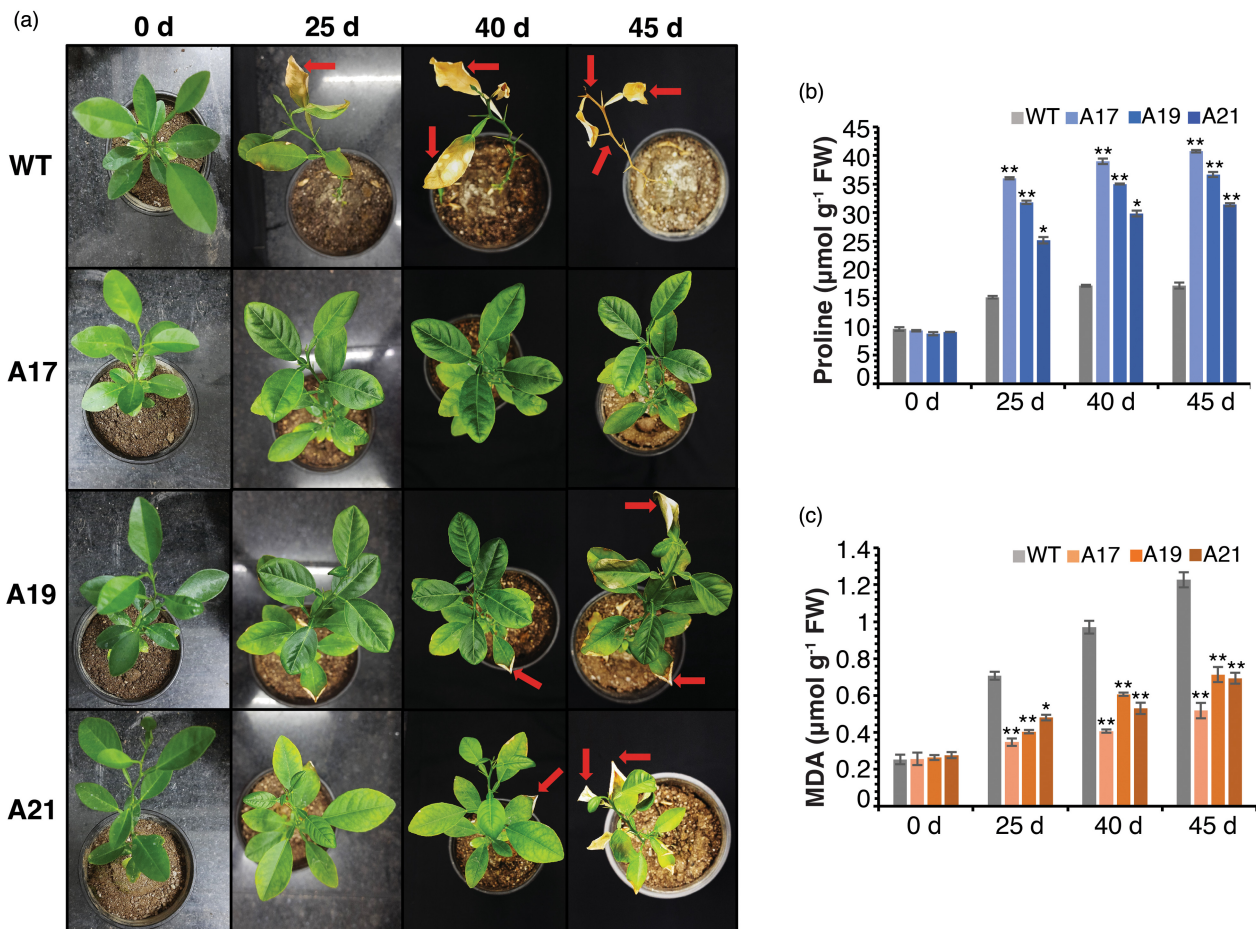 (a)
0 d 25 d 40 d 45 d
WT
A17
A19
A21
(b)
WT A17 A19 A21
Proline (μmol g⁻¹ FW)
45
40
35
30
25
20
15
10
5
0
** ** *
** ** *
** ** **
0 d 25 d 40 d 45 d
(c)
WT A17 A19 A21
MDA (μmol g⁻¹ FW)
1.4
1.2
1
0.8
0.6
0.4
0.2
0
** ** *
** ** **
** ** **
0 d 25 d 40 d 45 d